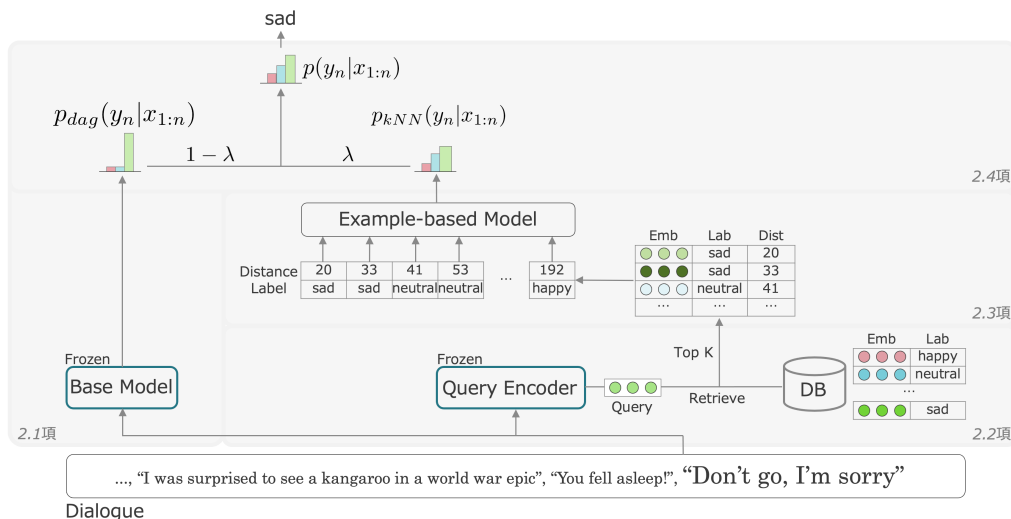 sad
p(y_n|x_{1:n})
p_{dag}(y_n|x_{1:n})
p_{kNN}(y_n|x_{1:n})
1 − λ
λ
2.4項
Example-based Model
Emb Lab Dist
sad 20
sad 33
neutral 41
... ... ...
Distance 20 33 41 53 ... 192
Label sad sad neutral neutral happy
2.3項
Frozen
Base Model
2.1項
Frozen
Query Encoder
Query
Top K
Retrieve
DB
Emb Lab
happy
neutral
...
sad
2.2項
..., “I was surprised to see a kangaroo in a world war epic”, “You fell asleep!”, “Don’t go, I’m sorry”
Dialogue